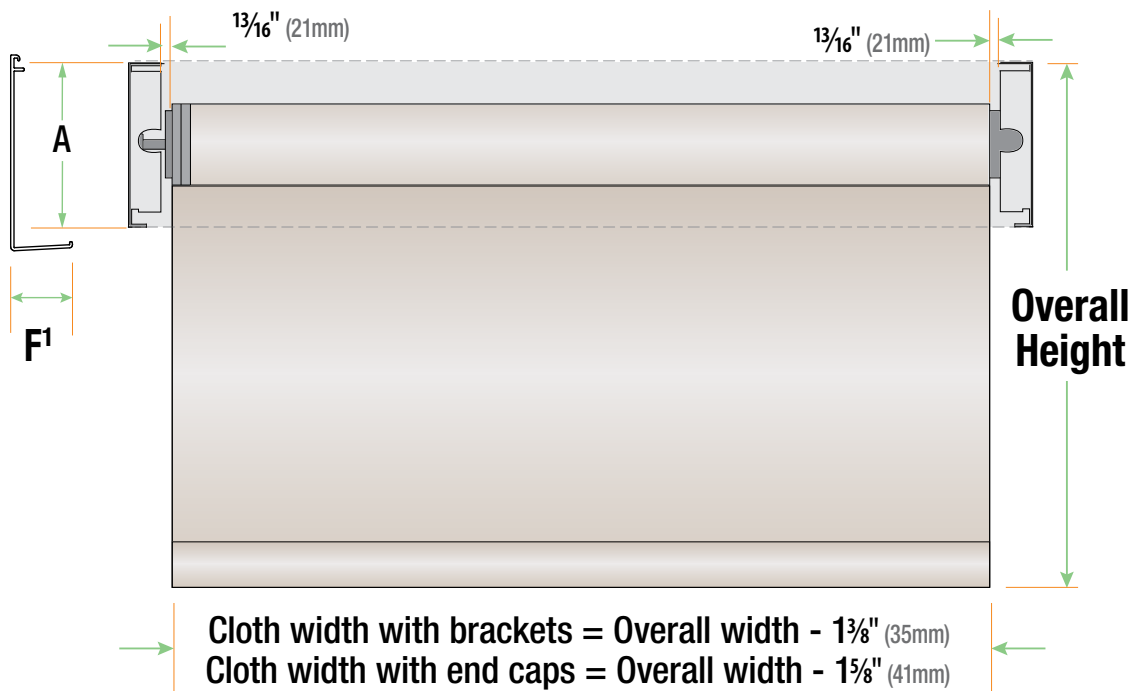 13⁄16" (21mm)
13⁄16" (21mm)
A
F¹
Overall
Height
Cloth width with brackets = Overall width - 1⅜" (35mm)
Cloth width with end caps = Overall width - 1⅝" (41mm)